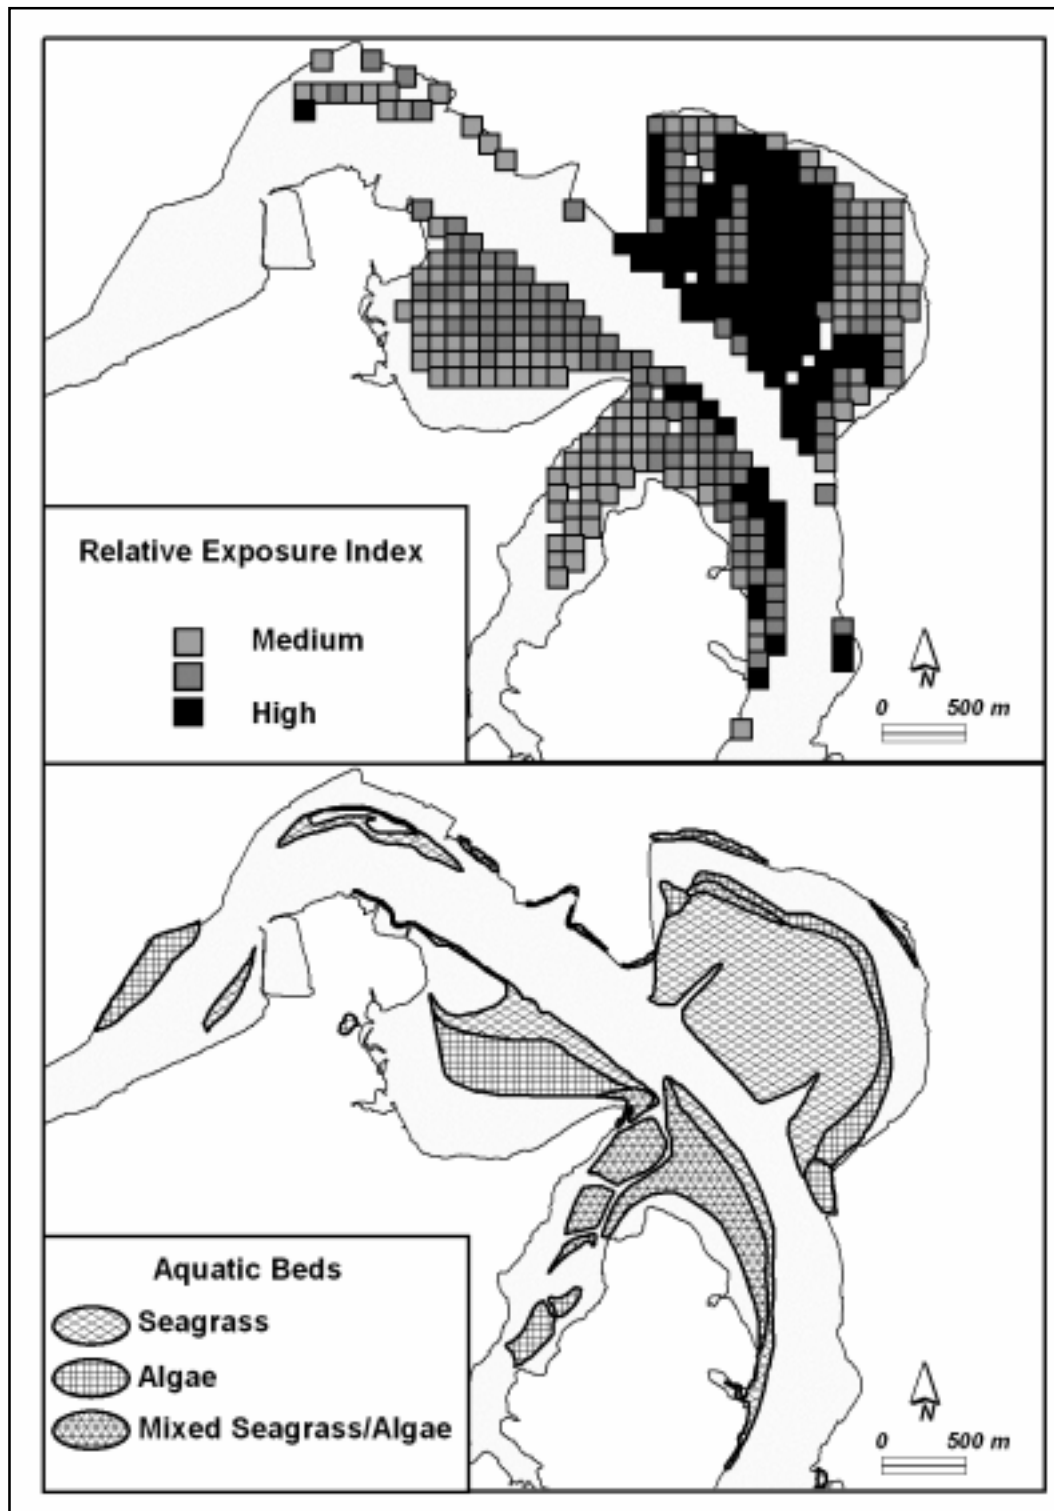 Relative Exposure Index
Medium
High
N
0 500 m
Aquatic Beds
Seagrass
Algae
Mixed Seagrass/Algae
N
0 500 m